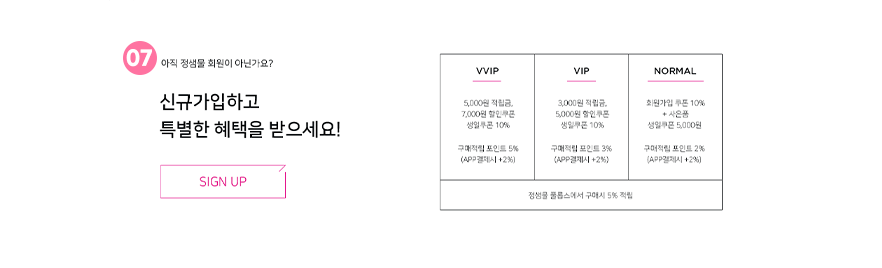 07
아직 정샘물 회원이 아닌가요?
신규가입하고
특별한 혜택을 받으세요!
SIGN UP
VVIP
5,000원 적립금,
7,000원 할인쿠폰
생일쿠폰 10%
구매적립 포인트 5%
(APP결제시 +2%)
VIP
3,000원 적립금,
5,000원 할인쿠폰
생일쿠폰 10%
구매적립 포인트 3%
(APP결제시 +2%)
NORMAL
회원가입 쿠폰 10%
+ 사은품
생일쿠폰 5,000원
구매적립 포인트 2%
(APP결제시 +2%)
정샘물 플롭스에서 구매시 5% 적립